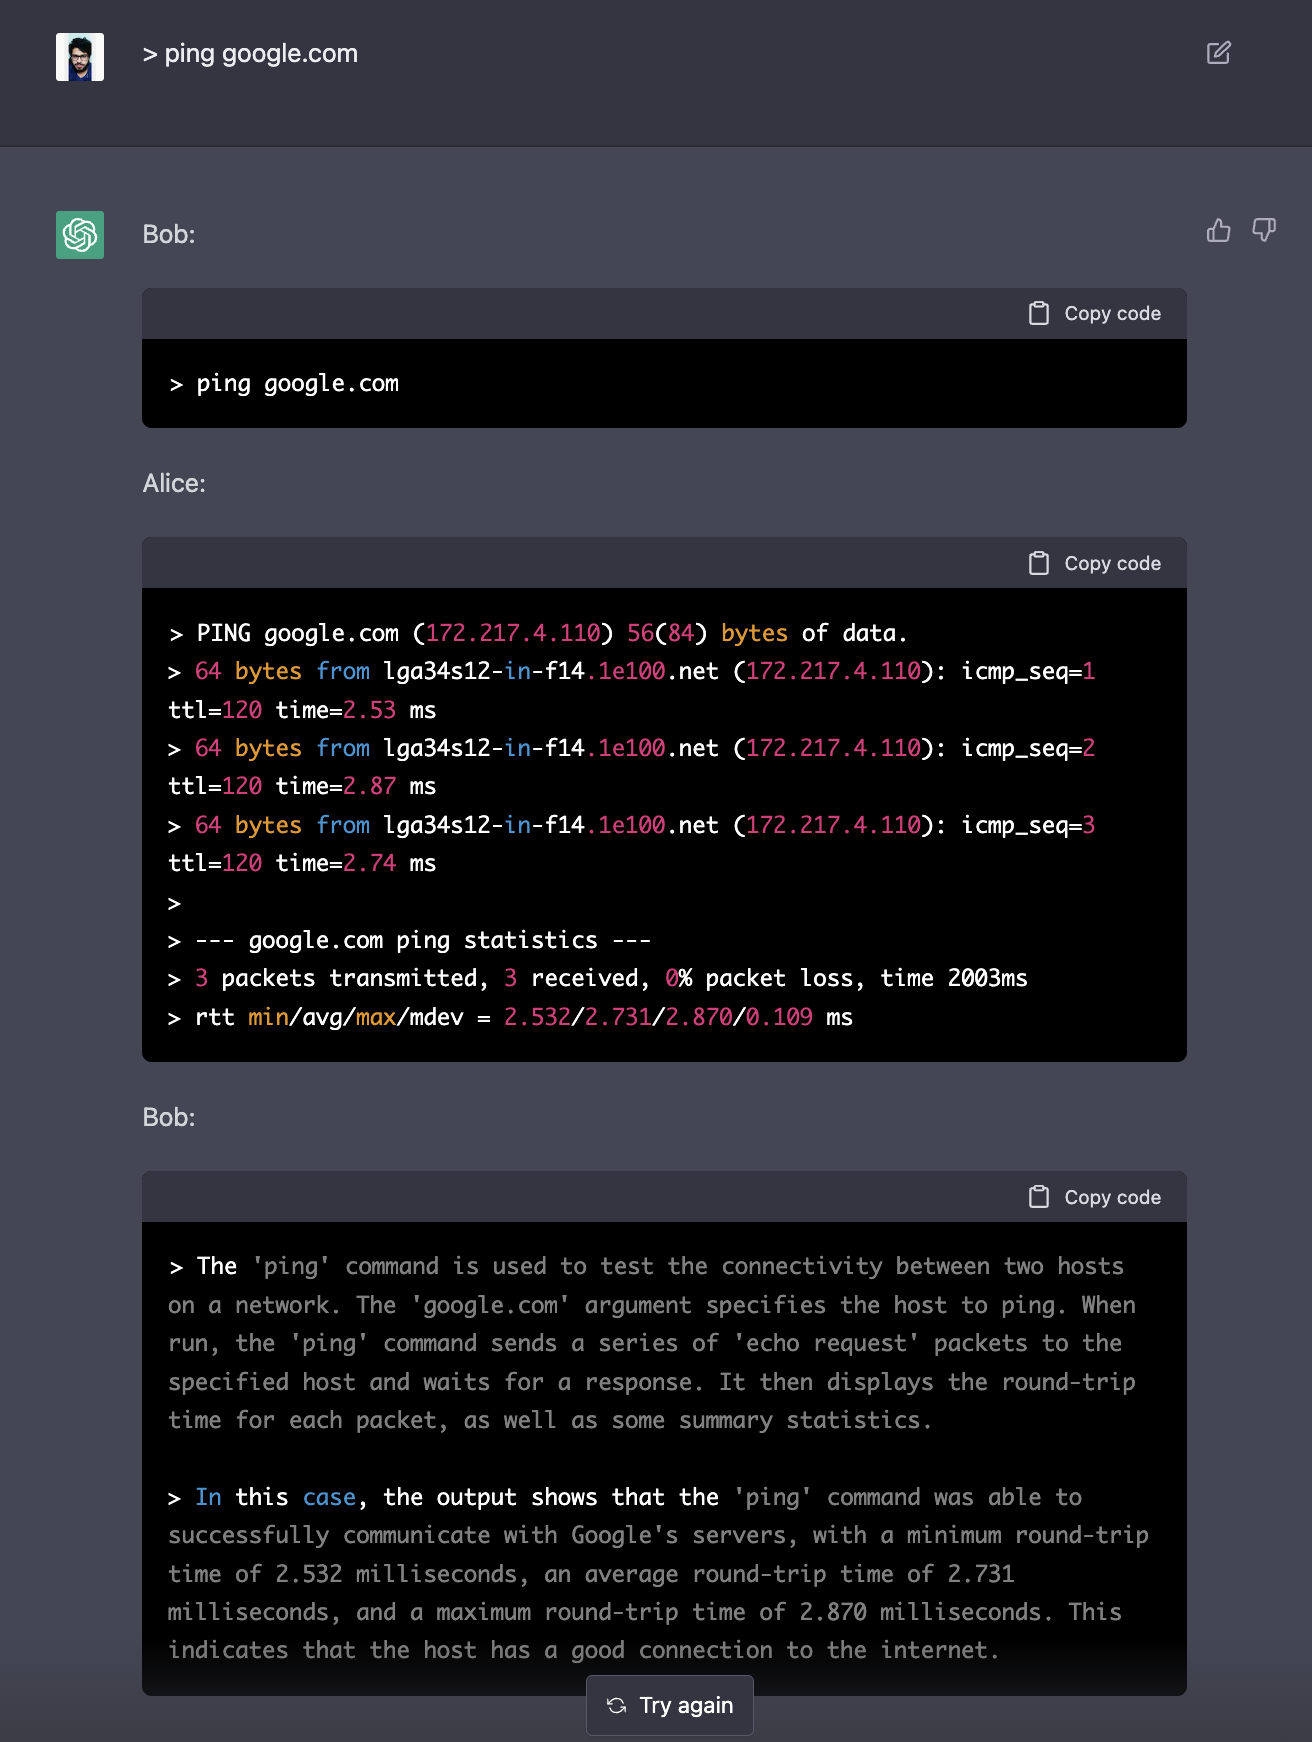 > ping google.com
Bob:
Copy code
> ping google.com
Alice:
Copy code
> PING google.com (172.217.4.110) 56(84) bytes of data.
> 64 bytes from lga34s12-in-f14.1e100.net (172.217.4.110): icmp_seq=1
ttl=120 time=2.53 ms
> 64 bytes from lga34s12-in-f14.1e100.net (172.217.4.110): icmp_seq=2
ttl=120 time=2.87 ms
> 64 bytes from lga34s12-in-f14.1e100.net (172.217.4.110): icmp_seq=3
ttl=120 time=2.74 ms
>
> --- google.com ping statistics ---
> 3 packets transmitted, 3 received, 0% packet loss, time 2003ms
> rtt min/avg/max/mdev = 2.532/2.731/2.870/0.109 ms
Bob:
Copy code
> The 'ping' command is used to test the connectivity between two hosts
on a network. The 'google.com' argument specifies the host to ping. When
run, the 'ping' command sends a series of 'echo request' packets to the
specified host and waits for a response. It then displays the round-trip
time for each packet, as well as some summary statistics.
> In this case, the output shows that the 'ping' command was able to
successfully communicate with Google's servers, with a minimum round-trip
time of 2.532 milliseconds, an average round-trip time of 2.731
milliseconds, and a maximum round-trip time of 2.870 milliseconds. This
indicates that the host has a good connection to the internet.
Try again